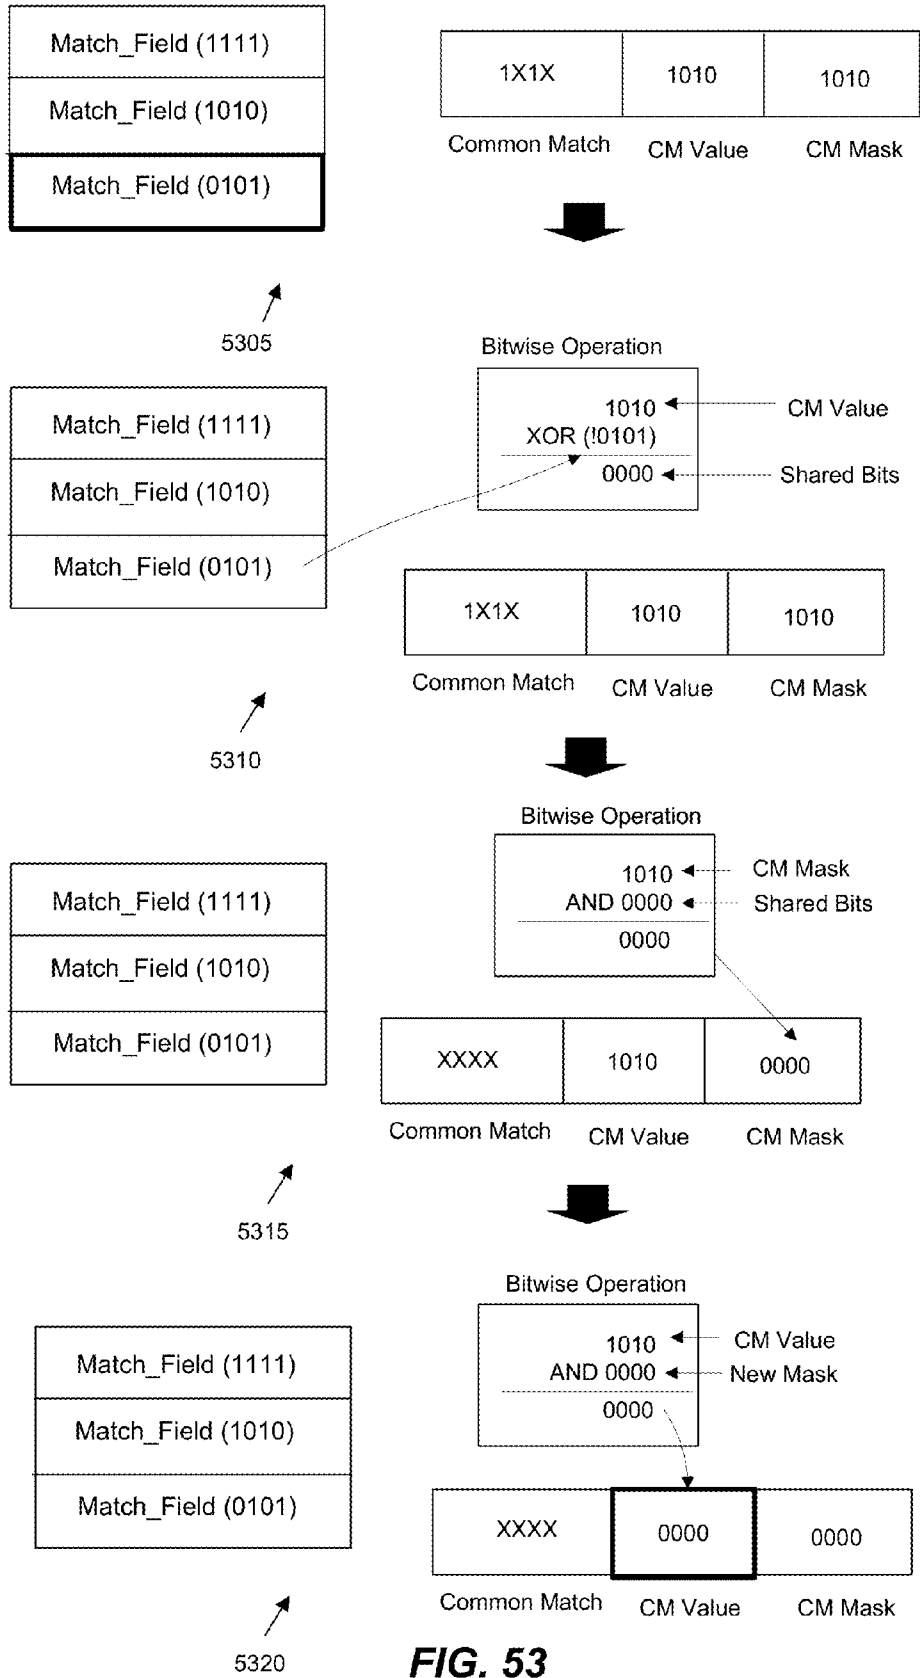 Match_Field (1111)
Match_Field (1010)
Match_Field (0101)
1X1X 1010 1010
Common Match CM Value CM Mask
5305
Bitwise Operation
1010 CM Value
XOR (!0101)
0000 Shared Bits
Match_Field (1111)
Match_Field (1010)
Match_Field (0101)
1X1X 1010 1010
Common Match CM Value CM Mask
5310
Bitwise Operation
1010 CM Mask
AND 0000 Shared Bits
0000
Match_Field (1111)
Match_Field (1010)
Match_Field (0101)
XXXX 1010 0000
Common Match CM Value CM Mask
5315
Bitwise Operation
1010 CM Value
AND 0000 New Mask
0000
Match_Field (1111)
Match_Field (1010)
Match_Field (0101)
XXXX 0000 0000
Common Match CM Value CM Mask
5320
FIG. 53